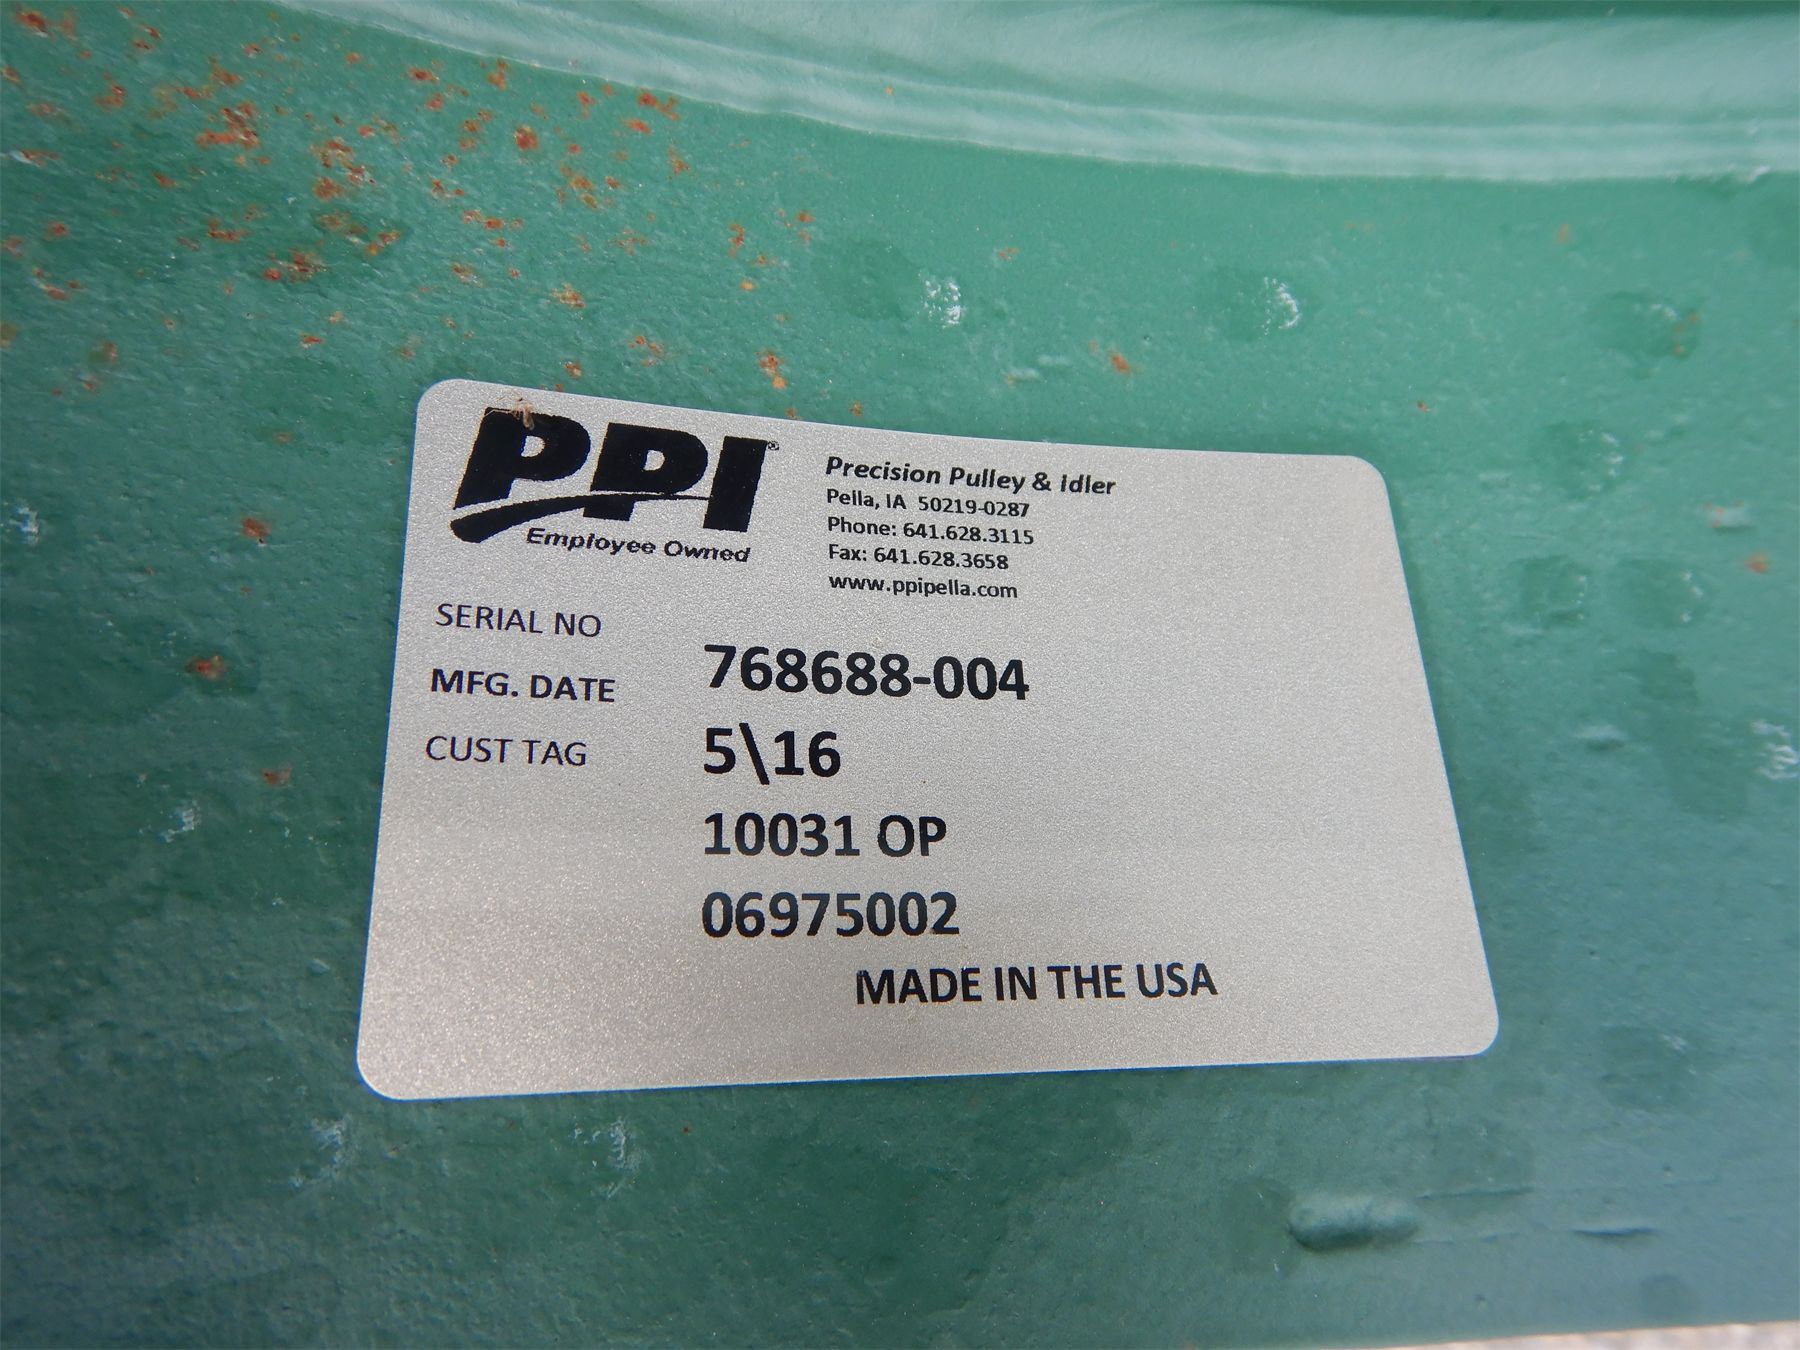 PPI®
Employee Owned
Precision Pulley & Idler
Pella, IA 50219-0287
Phone: 641.628.3115
Fax: 641.628.3658
www.ppipella.com
SERIAL NO 768688-004
MFG. DATE 5\16
CUST TAG 10031 OP
06975002
MADE IN THE USA